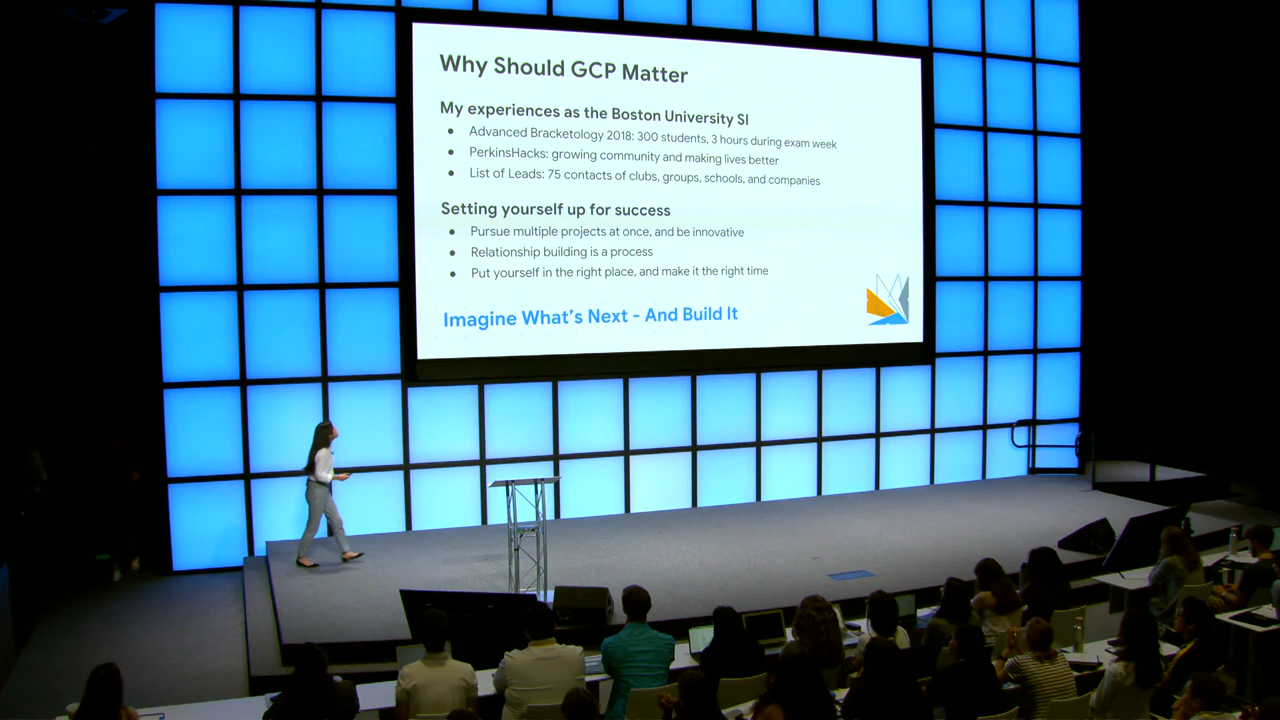 Why Should GCP Matter
My experiences as the Boston University SI
● Advanced Bracketology 2018: 300 students, 3 hours during exam week
● PerkinsHacks: growing community and making lives better
● List of Leads: 75 contacts of clubs, groups, schools, and companies
Setting yourself up for success
● Pursue multiple projects at once, and be innovative
● Relationship building is a process
● Put yourself in the right place, and make it the right time
Imagine What's Next - And Build It